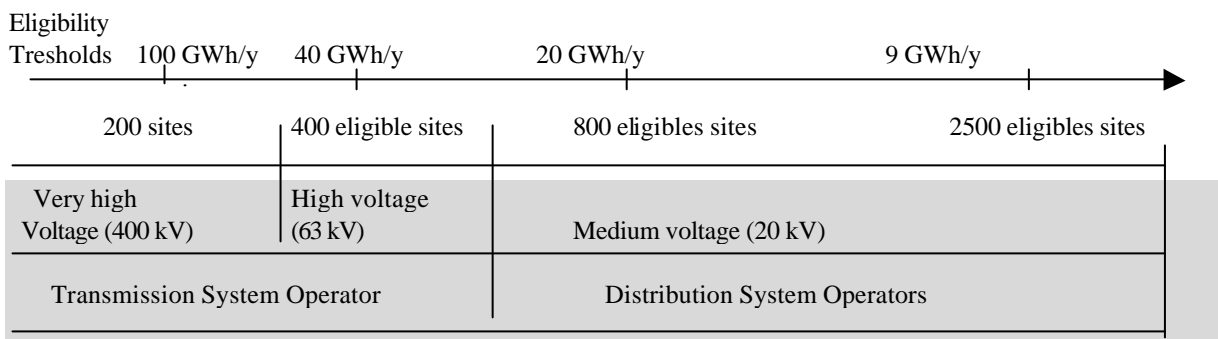 Eligibility
Tresholds 100 GWh/y 40 GWh/y 20 GWh/y 9 GWh/y
200 sites 400 eligible sites 800 eligibles sites 2500 eligibles sites
Very high High voltage
Voltage (400 kV) (63 kV) Medium voltage (20 kV)
Transmission System Operator Distribution System Operators